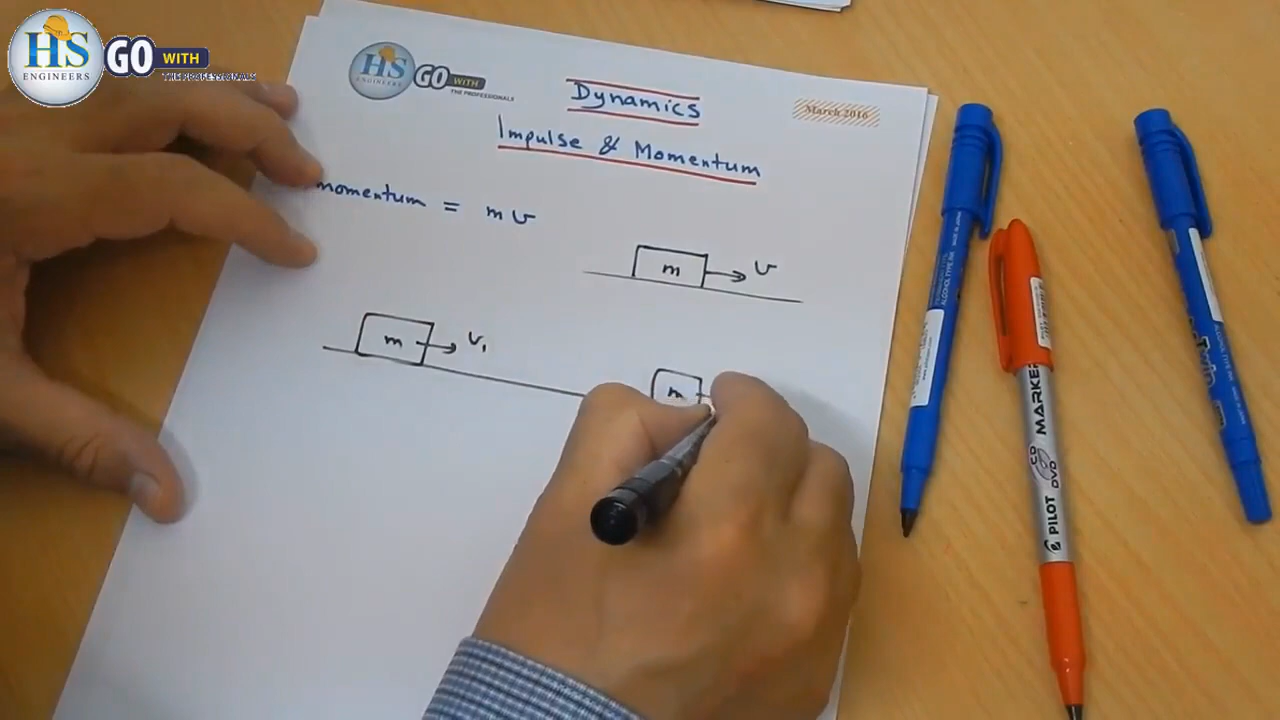 HS
ENGINEERS
GO WITH
THE PROFESSIONALS
HS
ENGINEERS
GO WITH
THE PROFESSIONALS
Dynamics
March 2016
Impulse & Momentum
momentum = mv
m v
m v₁
m
PILOT
CD
DVD
MARKER